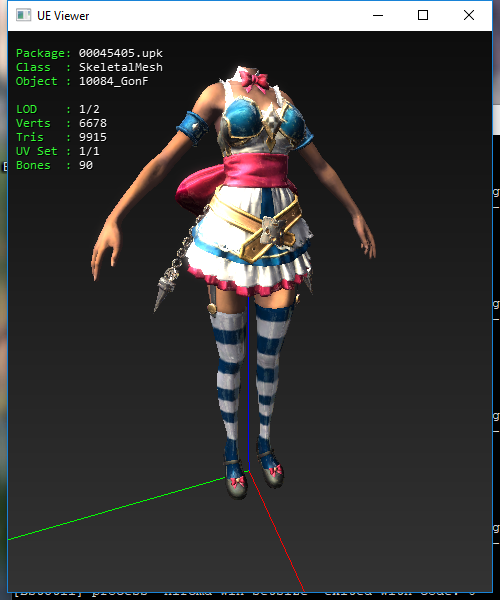 UE Viewer
Package: 00045405.upk
Class : SkeletalMesh
Object : 10084_GonF
LOD : 1/2
Verts : 6678
Tris : 9915
UV Set : 1/1
Bones : 90